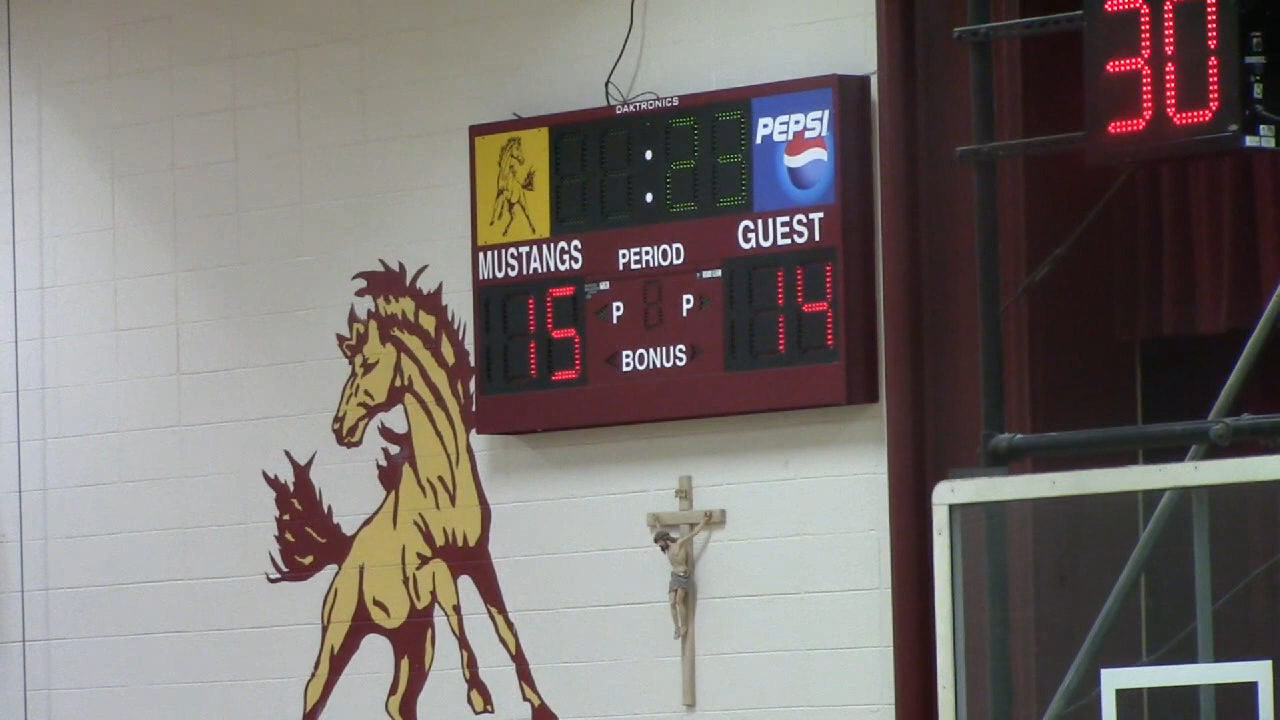 30
DAKTRONICS
:23
PEPSI
MUSTANGS PERIOD GUEST
15 P P 14
BONUS